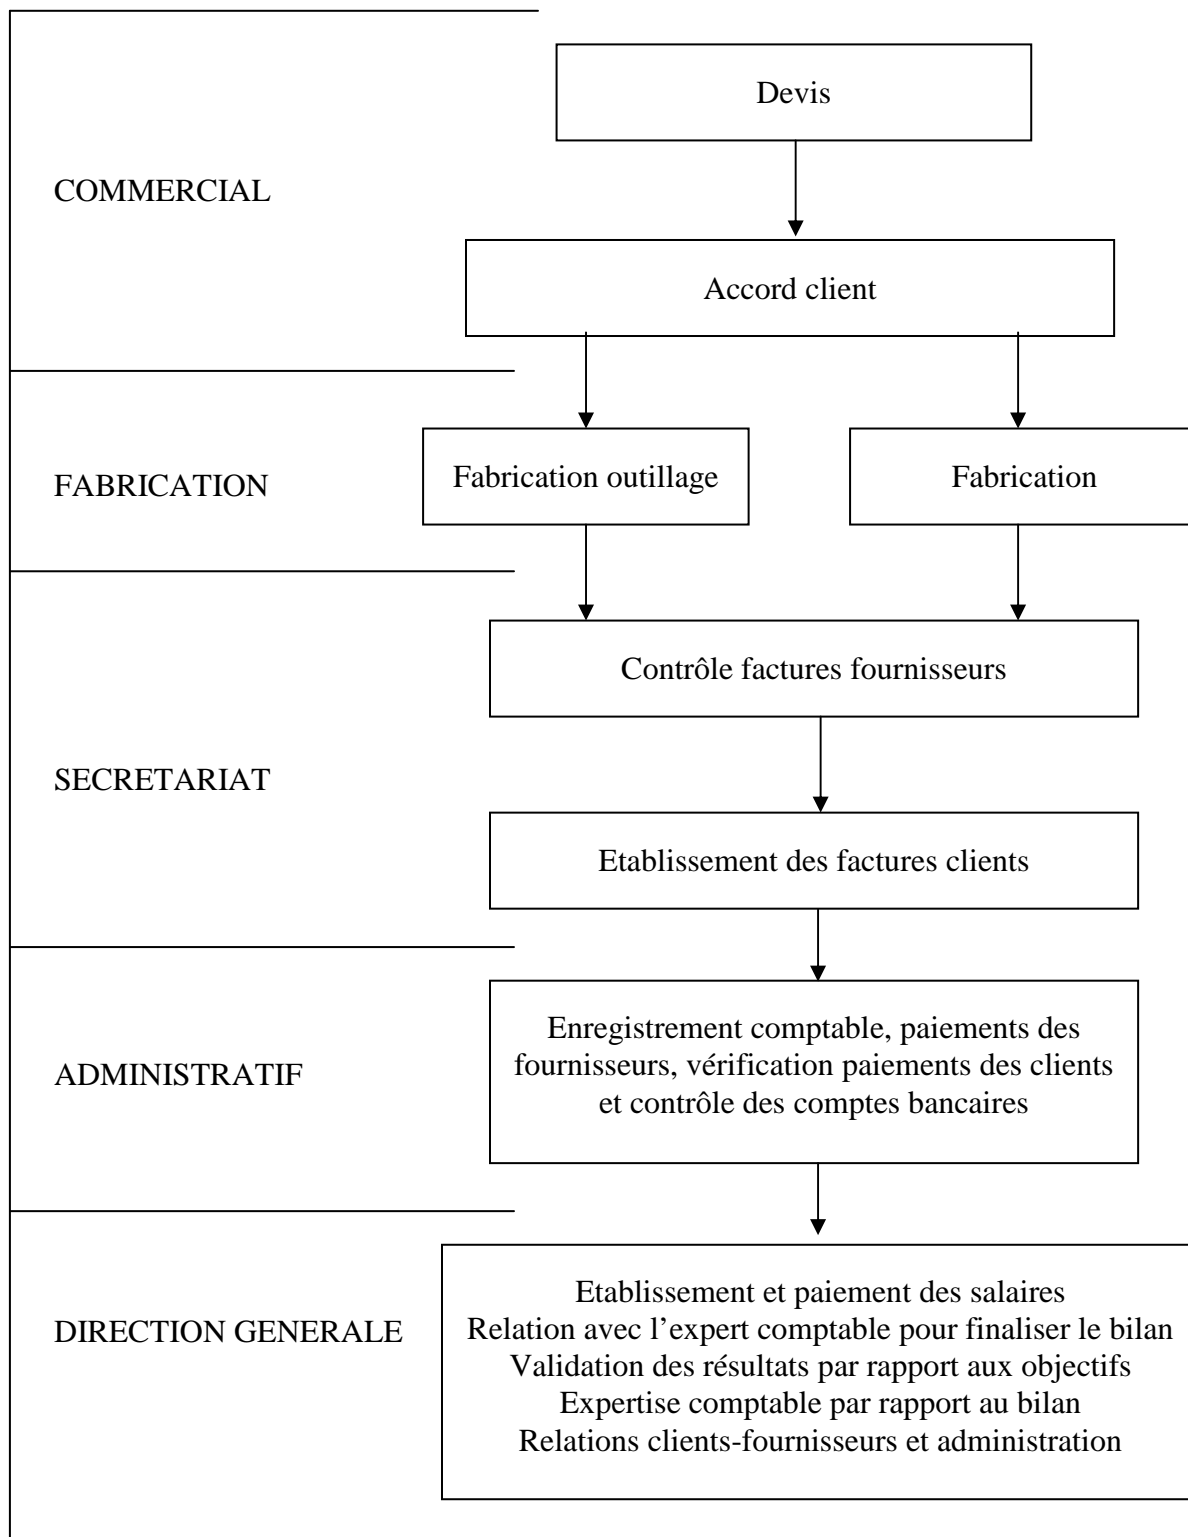 Devis
COMMERCIAL
Accord client
FABRICATION
Fabrication outillage
Fabrication
Contrôle factures fournisseurs
SECRETARIAT
Etablissement des factures clients
ADMINISTRATIF
Enregistrement comptable, paiements des
fournisseurs, vérification paiements des clients
et contrôle des comptes bancaires
DIRECTION GENERALE
Etablissement et paiement des salaires
Relation avec l’expert comptable pour finaliser le bilan
Validation des résultats par rapport aux objectifs
Expertise comptable par rapport au bilan
Relations clients-fournisseurs et administration